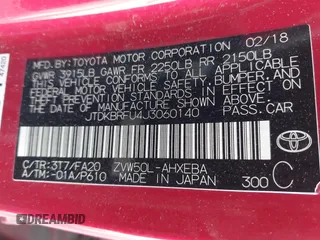 MFD.BY:TOYOTA MOTOR CORPORATION 02/18
GVWR 3915LB GAWR FR 2250LB RR 2150LB
THIS VEHICLE CONFORMS TO ALL APPLICABLE
FEDERAL MOTOR VEHICLE SAFETY, BUMPER, AND
THEFT PREVENTION STANDARDS IN EFFECT ON THE
DATE OF MANUFACTURE SHOWN ABOVE.
JTDKBRFU4J3060140 PASS.CAR
TOYOTA
C/TR:3T7/FA20 ZVW50L-AHXEBA
A/TM:-01A/P610 MADE IN JAPAN 300 C